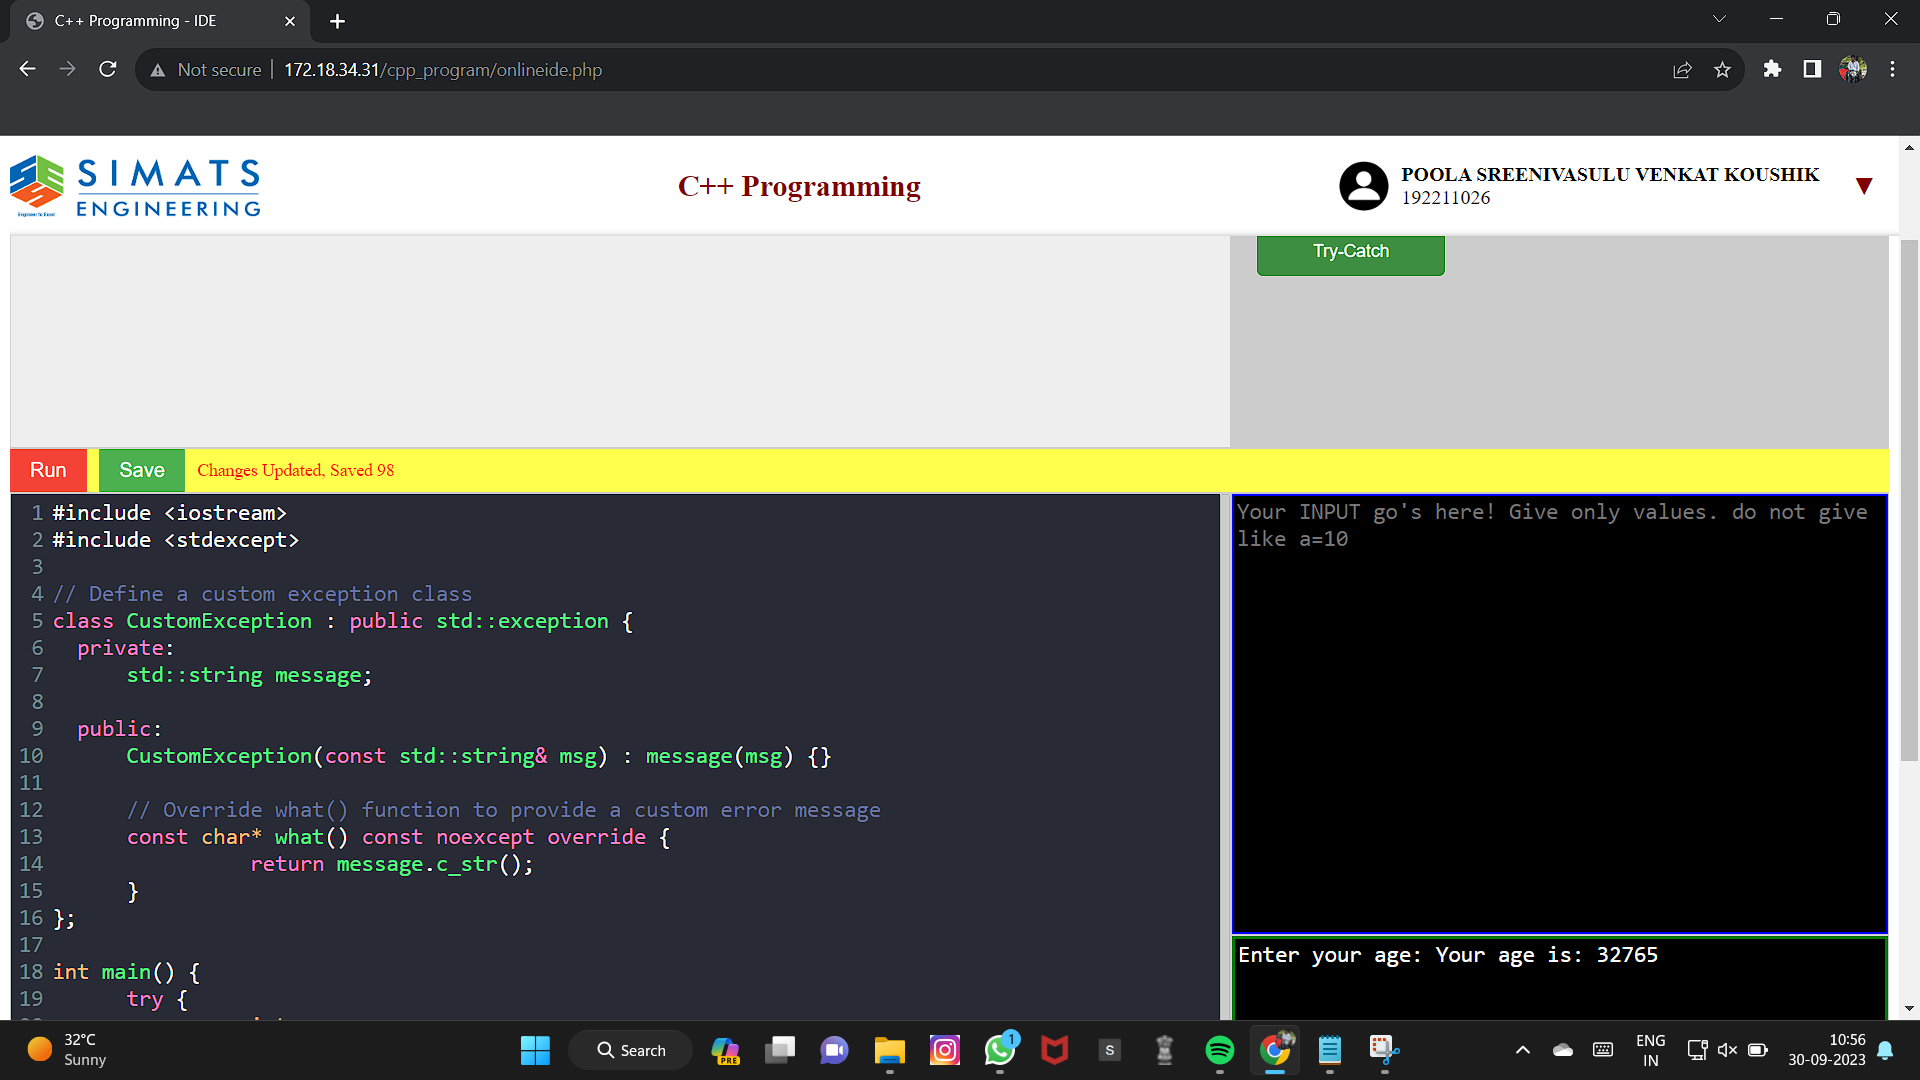 C++ Programming - IDE
Not secure 172.18.34.31/cpp_program/onlineide.php
SIMATS
ENGINEERING
Engineer to Excel
C++ Programming
POOLA SREENIVASULU VENKAT KOUSHIK
192211026
Try-Catch
Run Save Changes Updated, Saved 98
1 #include <iostream>
2 #include <stdexcept>
3
4 // Define a custom exception class
5 class CustomException : public std::exception {
6 private:
7 std::string message;
8
9 public:
10 CustomException(const std::string& msg) : message(msg) {}
11
12 // Override what() function to provide a custom error message
13 const char* what() const noexcept override {
14 return message.c_str();
15 }
16 };
17
18 int main() {
19 try {
Your INPUT go's here! Give only values. do not give
like a=10
Enter your age: Your age is: 32765
32°C
Sunny
Search
PRE
1
S
ENG
IN
10:56
30-09-2023